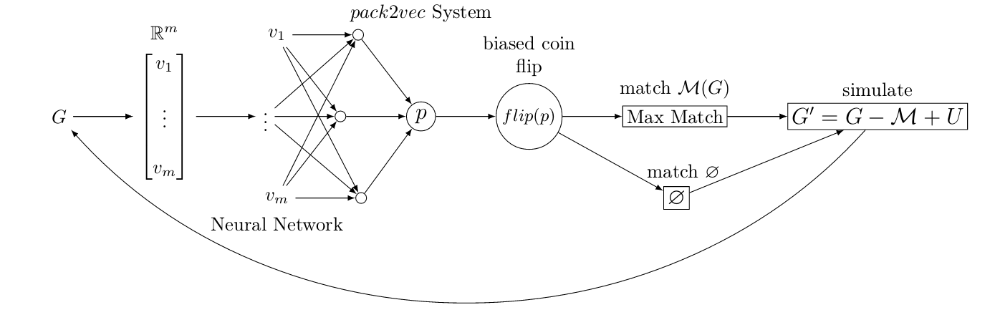 pack2vec System
ℝ^m
v_1
⋮
v_m
G
v_1
⋮
v_m
Neural Network
p
biased coin
flip
flip(p)
match ℳ(G)
Max Match
match ∅
∅
simulate
G′ = G − ℳ + U